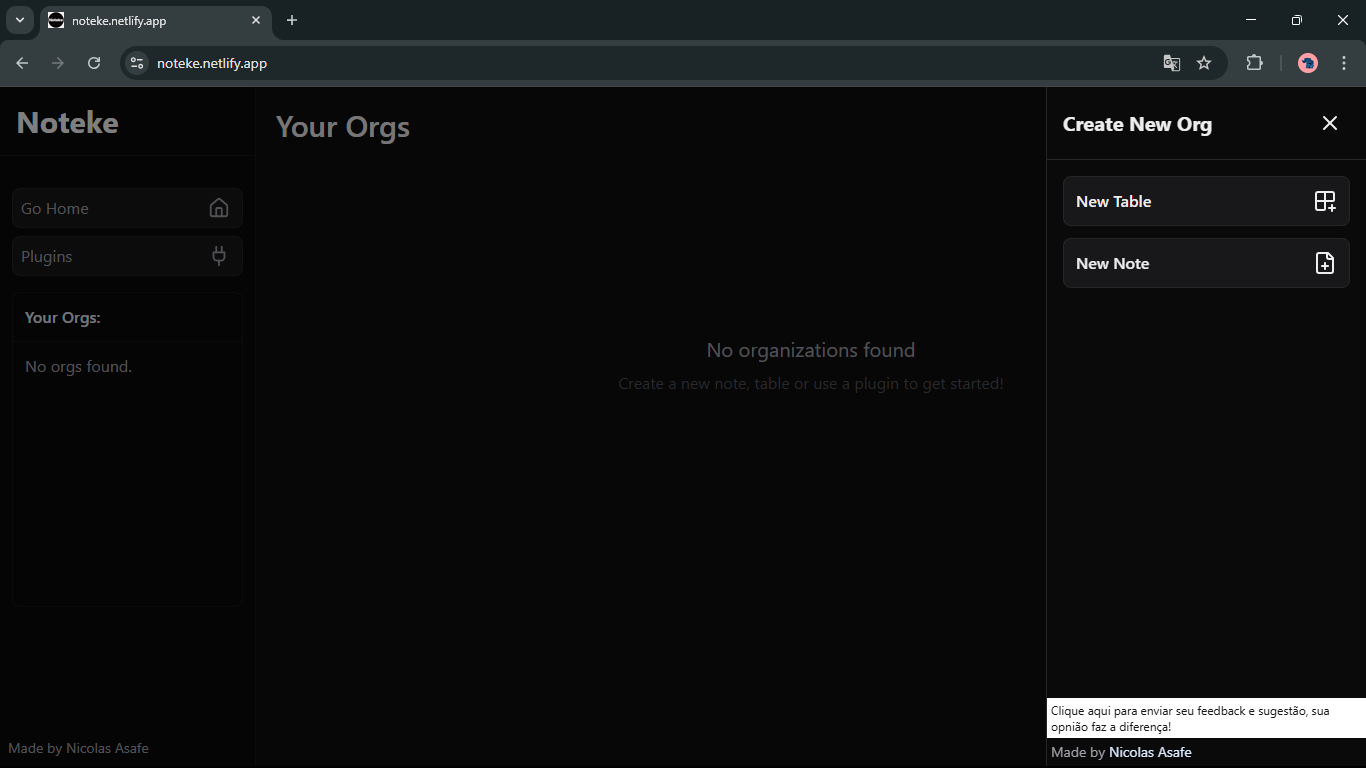 noteke.netlify.app
noteke.netlify.app
Noteke
Go Home
Plugins
Your Orgs:
No orgs found.
Made by Nicolas Asafe
Your Orgs
No organizations found
Create a new note, table or use a plugin to get started!
Create New Org
New Table
New Note
Clique aqui para enviar seu feedback e sugestão, sua
opnião faz a diferença!
Made by Nicolas Asafe